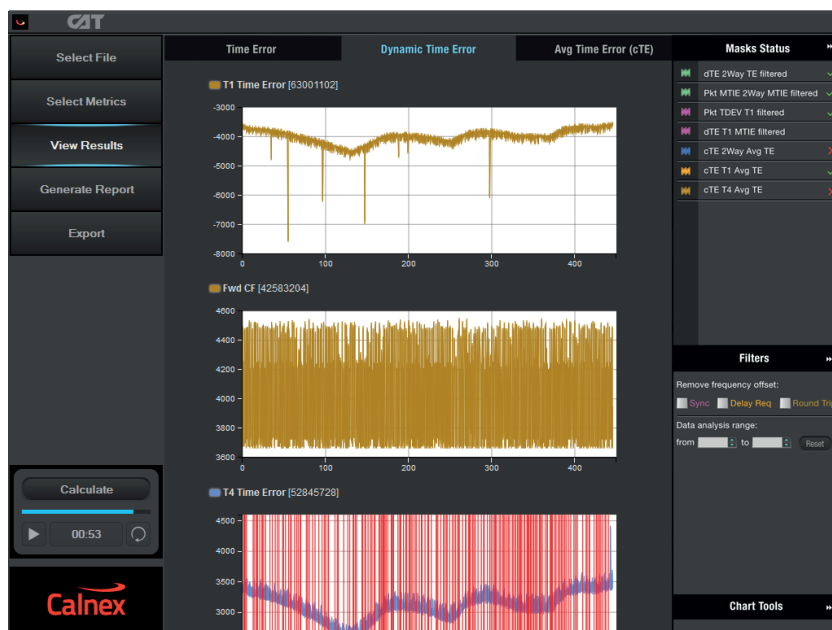 CAT
Select File
Select Metrics
View Results
Generate Report
Export
Calculate
00:53
Calnex
Time Error
Dynamic Time Error
Avg Time Error (cTE)
T1 Time Error [63001102]
-3000
-4000
-5000
-6000
-7000
-8000
0 100 200 300 400
Fwd CF [42583204]
4600
4400
4200
4000
3800
3600
0 100 200 300 400
T4 Time Error [52845728]
4500
4000
3500
3000
Masks Status
dTE 2Way TE filtered
Pkt MTIE 2Way MTIE filtered
Pkt TDEV T1 filtered
dTE T1 MTIE filtered
cTE 2Way Avg TE
cTE T1 Avg TE
cTE T4 Avg TE
Filters
Remove frequency offset:
Sync Delay Req Round Tri
Data analysis range:
from to Reset
Chart Tools